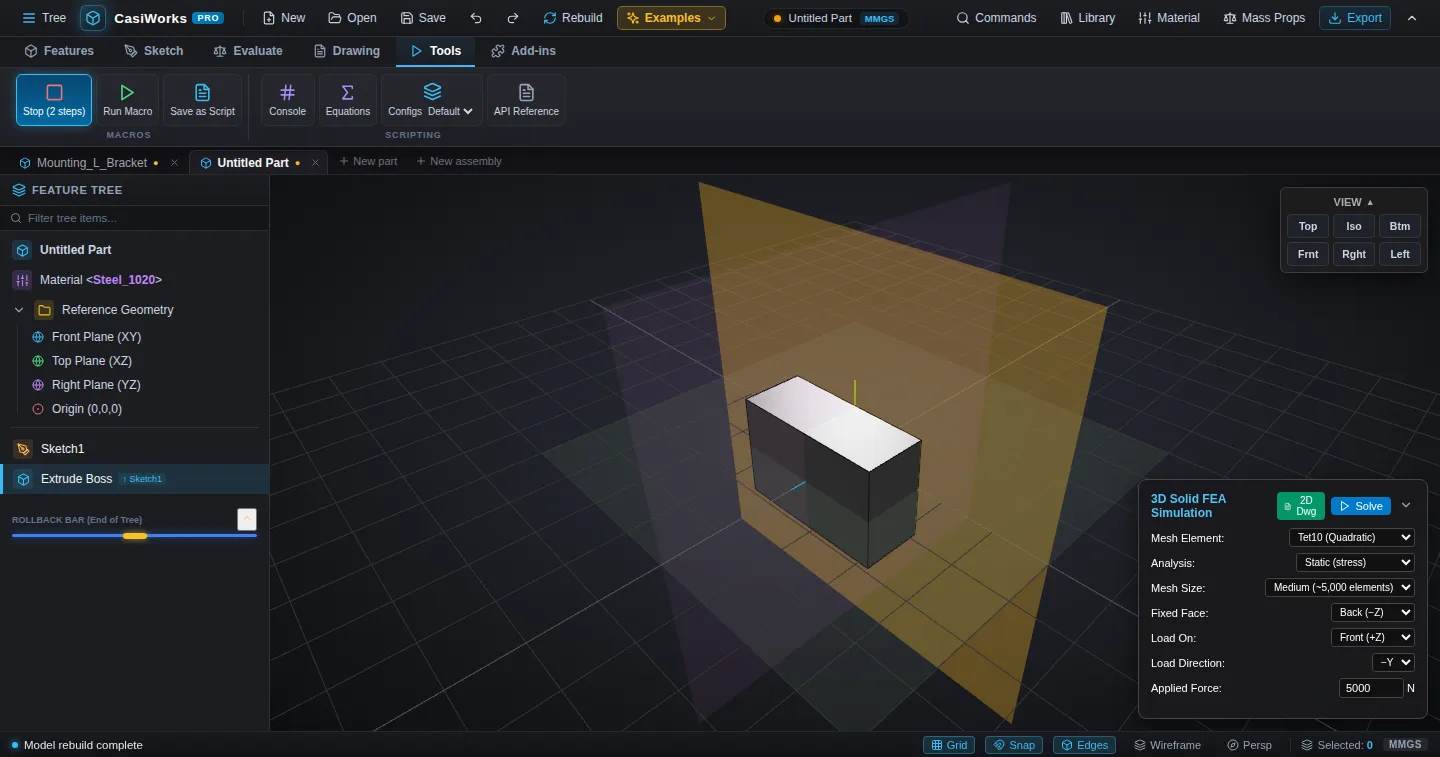 Tree
CasiWorks PRO
New
Open
Save
Rebuild
Examples
Untitled Part MMGS
Commands
Library
Material
Mass Props
Export
Features
Sketch
Evaluate
Drawing
Tools
Add-ins
Stop (2 steps)
Run Macro
Save as Script
Console
Equations
Configs Default
API Reference
MACROS
SCRIPTING
Mounting_L_Bracket
Untitled Part
New part
New assembly
FEATURE TREE
Filter tree items...
Untitled Part
Material <Steel_1020>
Reference Geometry
Front Plane (XY)
Top Plane (XZ)
Right Plane (YZ)
Origin (0,0,0)
Sketch1
Extrude Boss ↑ Sketch1
ROLLBACK BAR (End of Tree)
VIEW ▲
Top Iso Btm
Frnt Rght Left
3D Solid FEA
Simulation
2D
Dwg
Solve
Mesh Element: Tet10 (Quadratic)
Analysis: Static (stress)
Mesh Size: Medium (~5,000 elements)
Fixed Face: Back (−Z)
Load On: Front (+Z)
Load Direction: −Y
Applied Force: 5000 N
Model rebuild complete
Grid
Snap
Edges
Wireframe
Persp
Selected: 0
MMGS